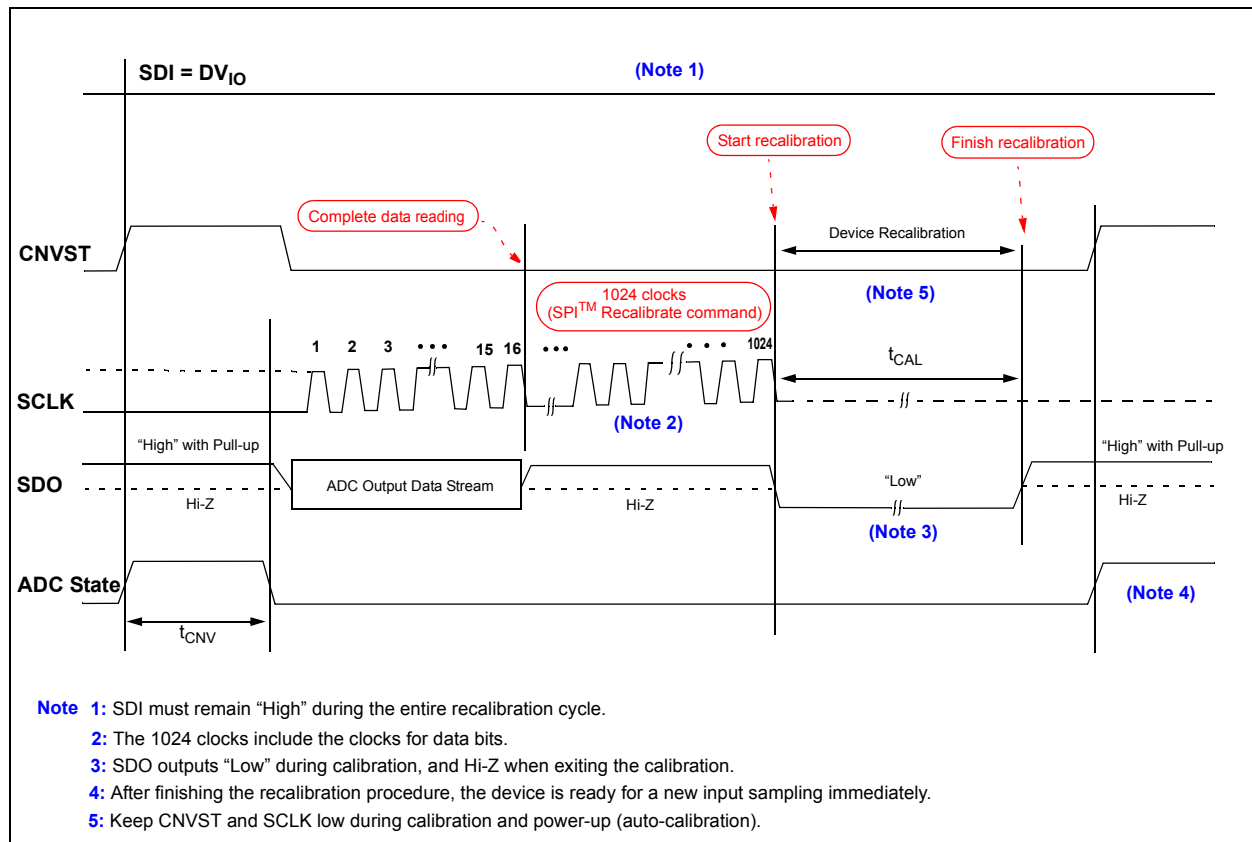 SDI = DVIO
(Note 1)
Start recalibration
Finish recalibration
Complete data reading
CNVST
Device Recalibration
(Note 5)
1024 clocks
(SPI™ Recalibrate command)
1 2 3 • • • 15 16 • • • • • • 1024
tCAL
SCLK
(Note 2)
"High" with Pull-up
"High" with Pull-up
SDO
ADC Output Data Stream
"Low"
Hi-Z
Hi-Z
Hi-Z
(Note 3)
ADC State
(Note 4)
tCNV
Note 1: SDI must remain "High" during the entire recalibration cycle.
2: The 1024 clocks include the clocks for data bits.
3: SDO outputs "Low" during calibration, and Hi-Z when exiting the calibration.
4: After finishing the recalibration procedure, the device is ready for a new input sampling immediately.
5: Keep CNVST and SCLK low during calibration and power-up (auto-calibration).